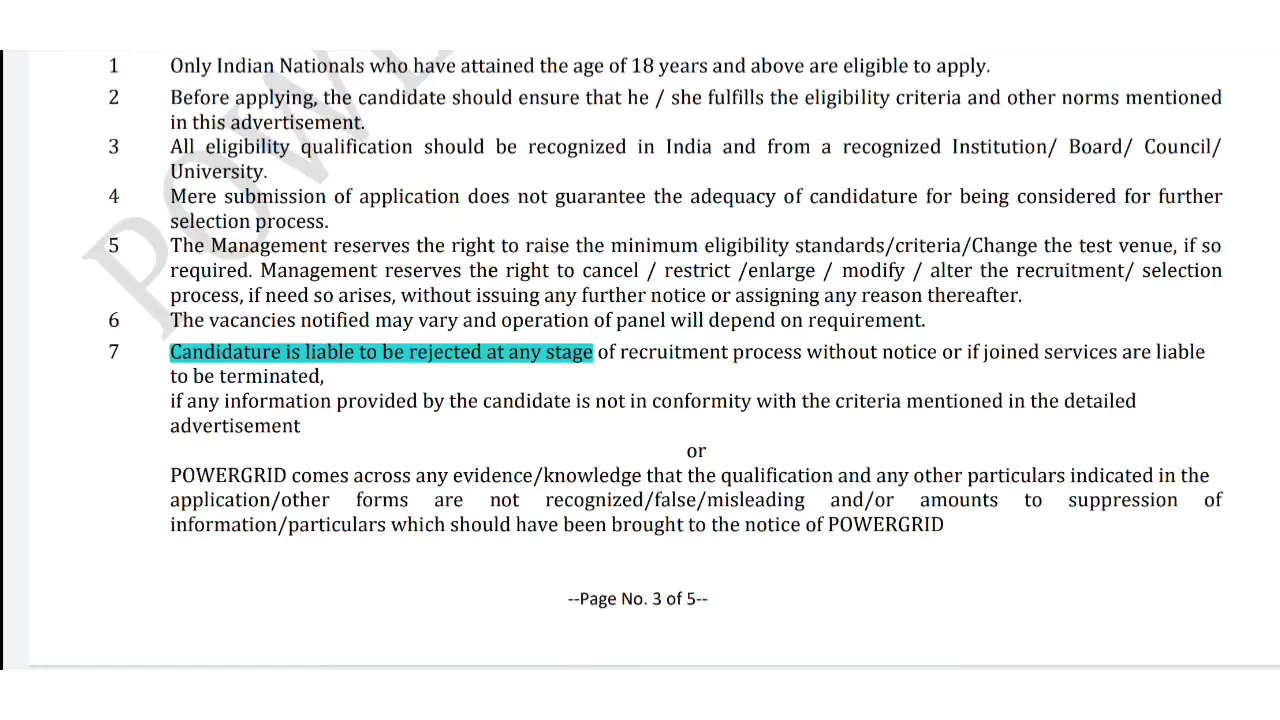 1 Only Indian Nationals who have attained the age of 18 years and above are eligible to apply.
2 Before applying, the candidate should ensure that he / she fulfills the eligibility criteria and other norms mentioned
in this advertisement.
3 All eligibility qualification should be recognized in India and from a recognized Institution/ Board/ Council/
University.
4 Mere submission of application does not guarantee the adequacy of candidature for being considered for further
selection process.
5 The Management reserves the right to raise the minimum eligibility standards/criteria/Change the test venue, if so
required. Management reserves the right to cancel / restrict /enlarge / modify / alter the recruitment/ selection
process, if need so arises, without issuing any further notice or assigning any reason thereafter.
6 The vacancies notified may vary and operation of panel will depend on requirement.
7 Candidature is liable to be rejected at any stage of recruitment process without notice or if joined services are liable
to be terminated,
if any information provided by the candidate is not in conformity with the criteria mentioned in the detailed
advertisement
or
POWERGRID comes across any evidence/knowledge that the qualification and any other particulars indicated in the
application/other forms are not recognized/false/misleading and/or amounts to suppression of
information/particulars which should have been brought to the notice of POWERGRID
--Page No. 3 of 5--